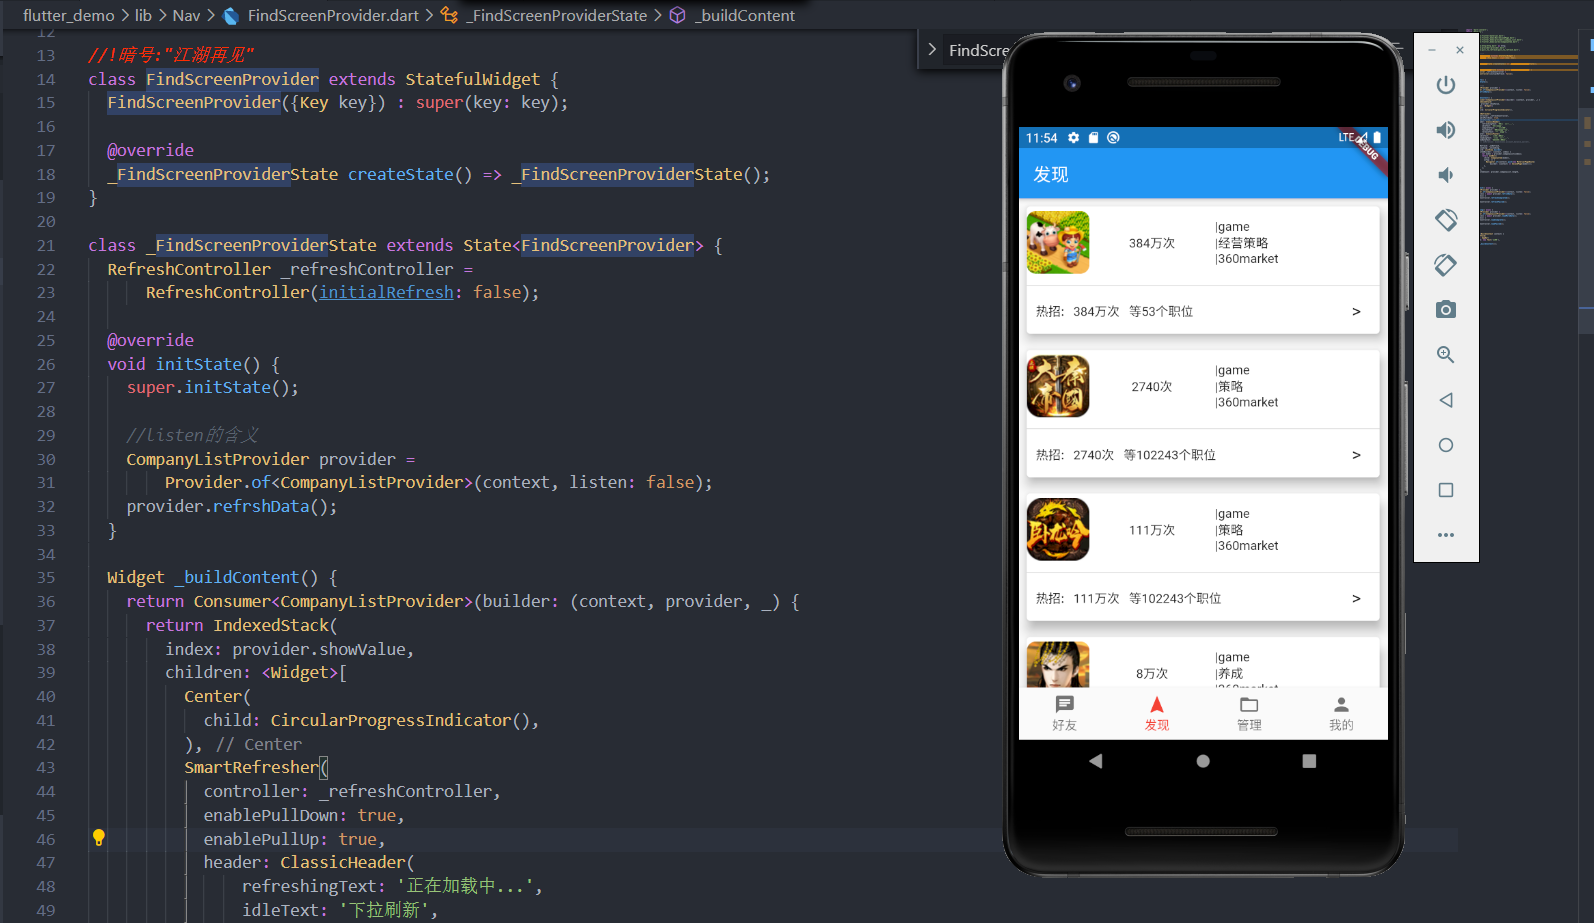 flutter_demo > lib > Nav > FindScreenProvider.dart > _FindScreenProviderState > _buildContent
12
13 //!暗号:"江湖再见"
14 class FindScreenProvider extends StatefulWidget {
15 FindScreenProvider({Key key}) : super(key: key);
16
17 @override
18 _FindScreenProviderState createState() => _FindScreenProviderState();
19 }
20
21 class _FindScreenProviderState extends State<FindScreenProvider> {
22 RefreshController _refreshController =
23 RefreshController(initialRefresh: false);
24
25 @override
26 void initState() {
27 super.initState();
28
29 //listen的含义
30 CompanyListProvider provider =
31 Provider.of<CompanyListProvider>(context, listen: false);
32 provider.refrshData();
33 }
34
35 Widget _buildContent() {
36 return Consumer<CompanyListProvider>(builder: (context, provider, _) {
37 return IndexedStack(
38 index: provider.showValue,
39 children: <Widget>[
40 Center(
41 child: CircularProgressIndicator(),
42 ), // Center
43 SmartRefresher(
44 controller: _refreshController,
45 enablePullDown: true,
46 enablePullUp: true,
47 header: ClassicHeader(
48 refreshingText: '正在加载中...',
49 idleText: '下拉刷新',
> FindScre
11:54
LTE
DEBUG
发现
384万次
|game
|经营策略
|360market
热招: 384万次 等53个职位 >
大帝国
2740次
|game
|策略
|360market
热招: 2740次 等102243个职位 >
卧龙吟
111万次
|game
|策略
|360market
热招: 111万次 等102243个职位 >
8万次
|game
|养成
|360market
好友 发现 管理 我的